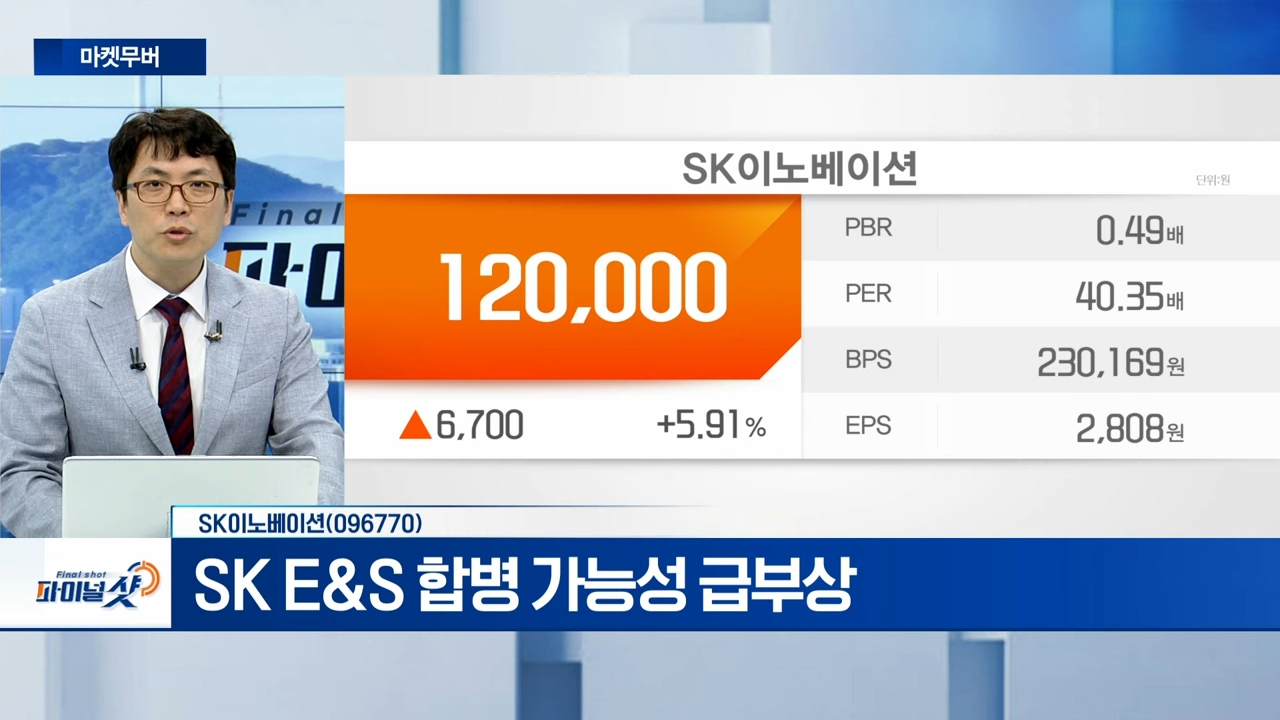 마켓무버
Final
파이
SK이노베이션
단위:원
120,000
▲6,700 +5.91%
PBR 0.49배
PER 40.35배
BPS 230,169원
EPS 2,808원
SK이노베이션(096770)
Final shot
파이널샷
SK E&S 합병 가능성 급부상